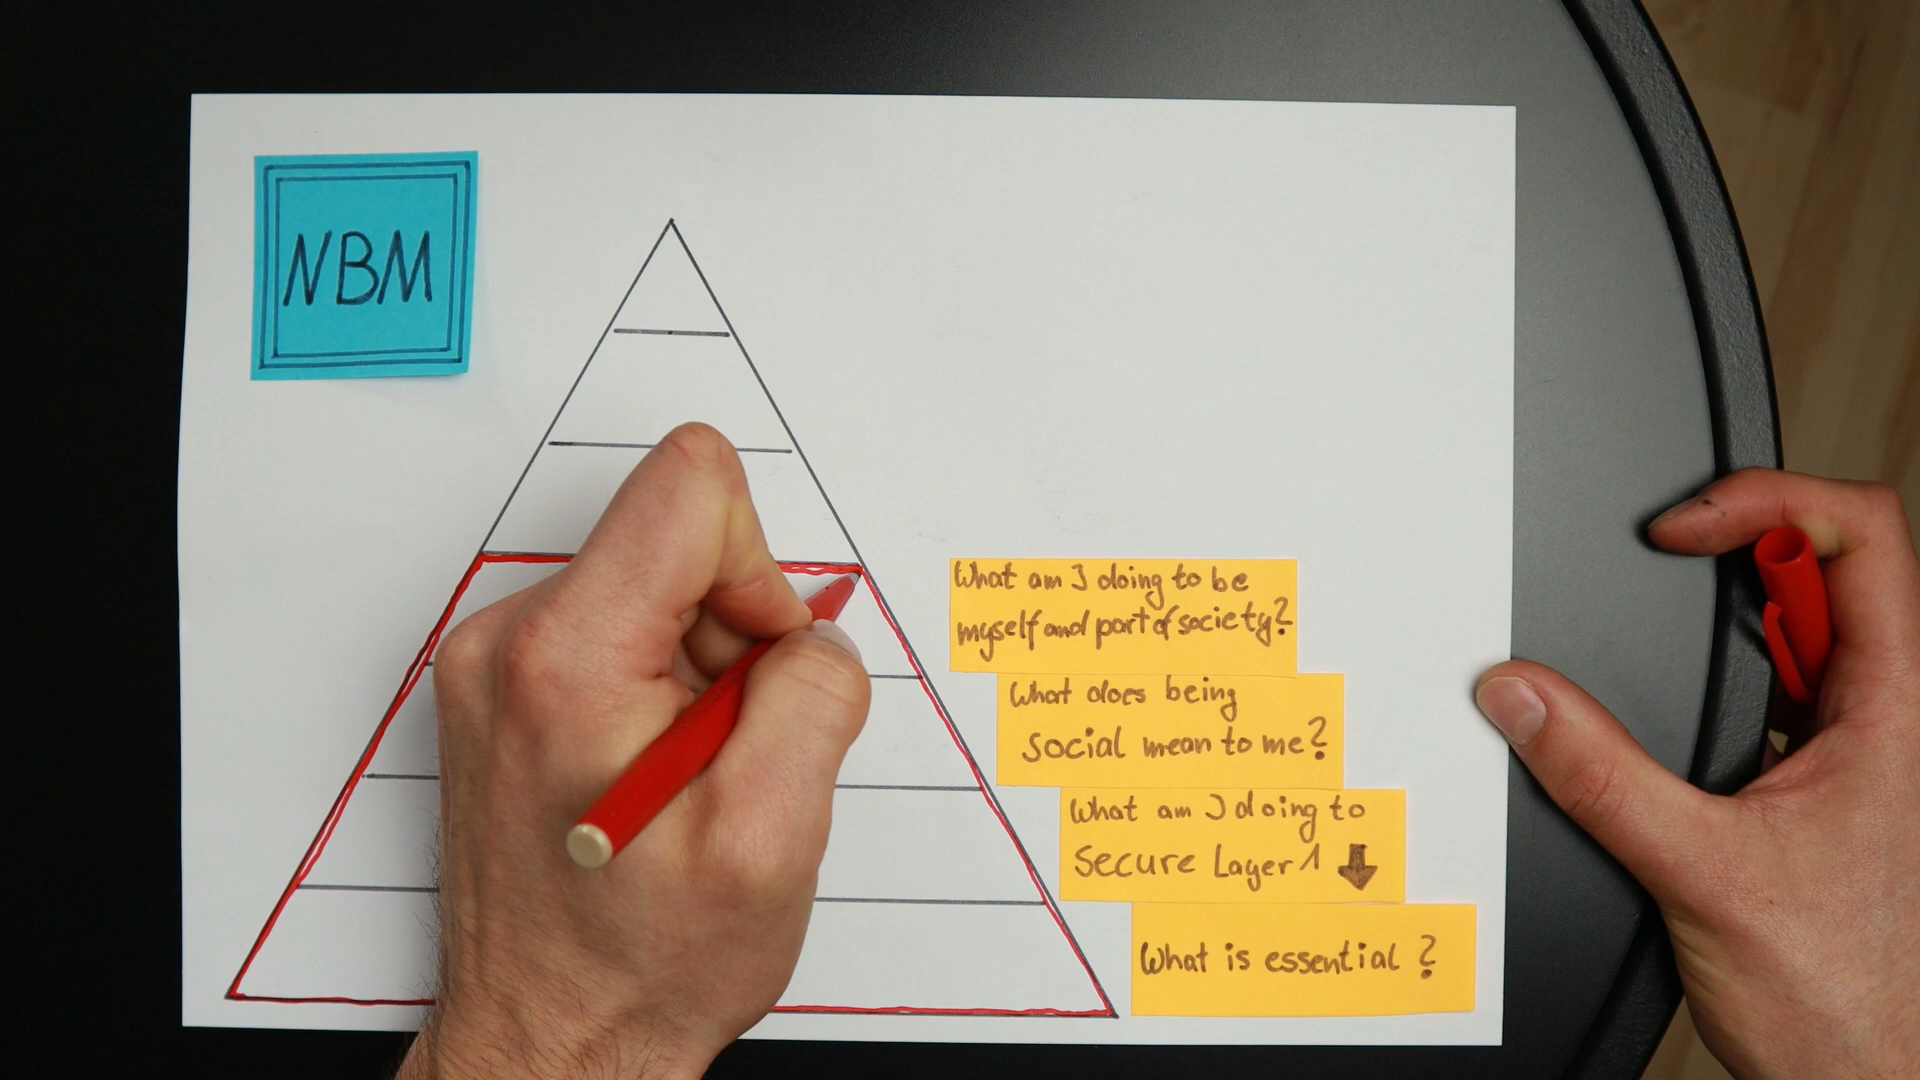 NBM
What am I doing to be
myself and part of society?
What does being
social mean to me?
What am I doing to
secure Layer 1
What is essential?